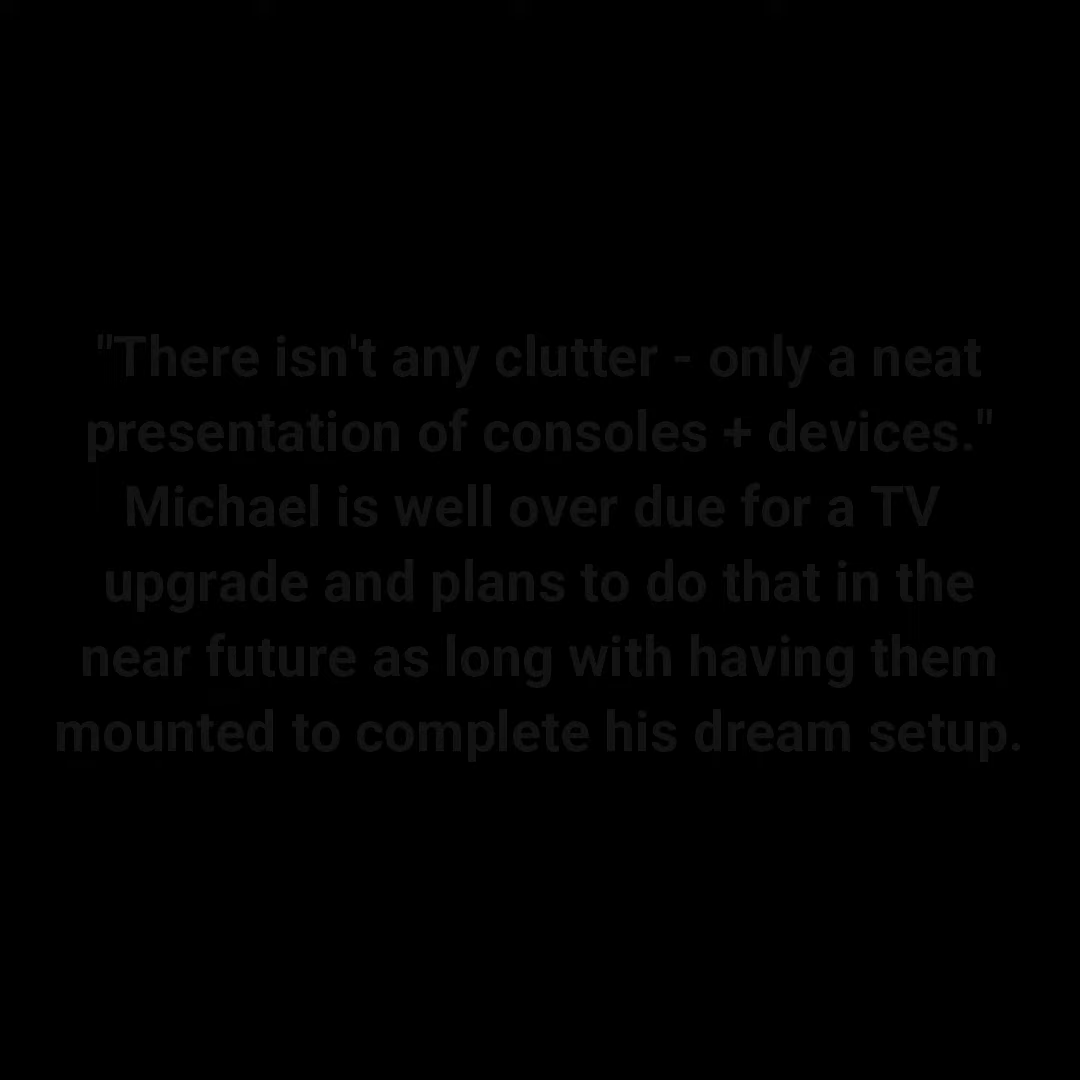 "There isn't any clutter - only a neat
presentation of consoles + devices."
Michael is well over due for a TV
upgrade and plans to do that in the
near future as long with having them
mounted to complete his dream setup.